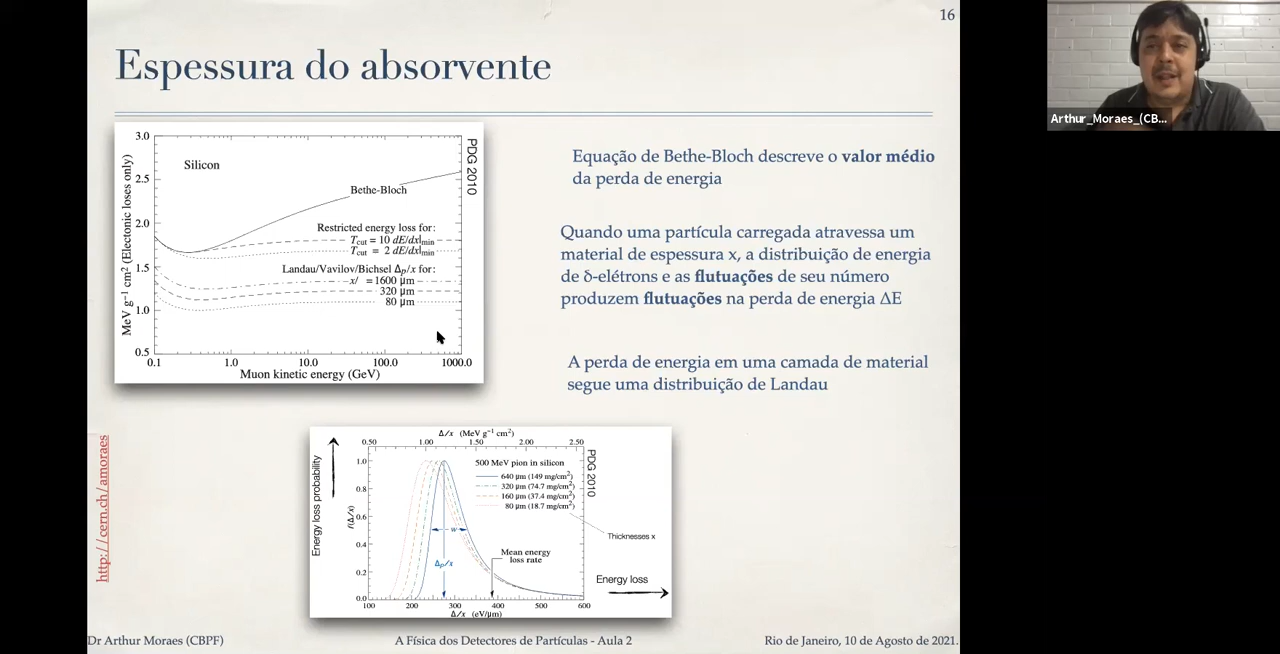 16
Espessura do absorvente
Arthur_Moraes_(CB...
3.0
2.5
2.0
1.5
1.0
0.5
MeV g⁻¹ cm² (Electonic loses only)
Silicon
Bethe-Bloch
Restricted energy loss for:
Tcut = 10 dE/dx|min
Tcut = 2 dE/dx|min
Landau/Vavilov/Bichsel Δp/x for:
x/ = 1600 μm
320 μm
80 μm
0.1 1.0 10.0 100.0 1000.0
Muon kinetic energy (GeV)
PDG 2010
Equação de Bethe-Bloch descreve o valor médio
da perda de energia
Quando uma partícula carregada atravessa um
material de espessura x, a distribuição de energia
de δ-elétrons e as flutuações de seu número
produzem flutuações na perda de energia ΔE
A perda de energia em uma camada de material
segue uma distribuição de Landau
Δ/x (MeV g⁻¹ cm²)
0.50 1.00 1.50 2.00 2.50
Energy loss probability
f(Δ/x)
1.0
0.8
0.6
0.4
0.2
0.0
500 MeV pion in silicon
640 μm (149 mg/cm²)
320 μm (74.7 mg/cm²)
160 μm (37.4 mg/cm²)
80 μm (18.7 mg/cm²)
PDG 2010
Thicknesses x
w
Δp/x
Mean energy
loss rate
Energy loss
100 200 300 400 500 600
Δ/x (eV/μm)
http://cern.ch/amoraes
Dr Arthur Moraes (CBPF)
A Física dos Detectores de Partículas - Aula 2
Rio de Janeiro, 10 de Agosto de 2021.